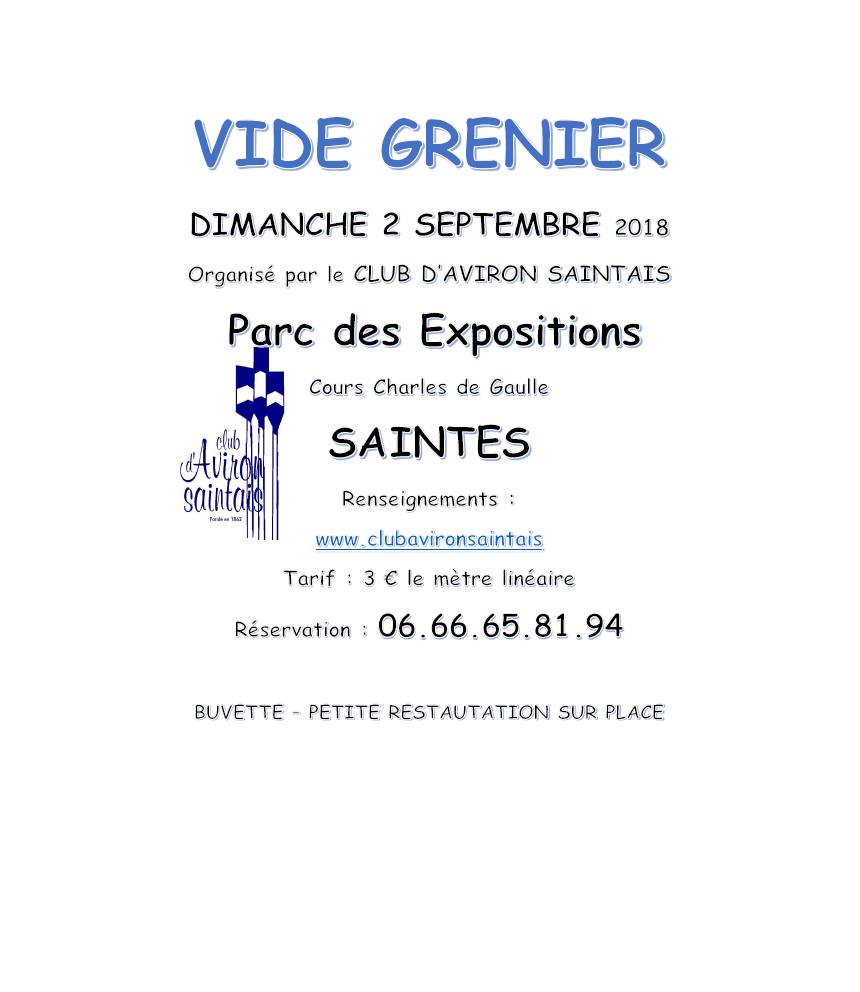 VIDE GRENIER
DIMANCHE 2 SEPTEMBRE 2018
Organisé par le CLUB D'AVIRON SAINTAIS
Parc des Expositions
Cours Charles de Gaulle
SAINTES
club
d'Aviron
saintais
Fondé en 1862
Renseignements :
www.clubavironsaintais
Tarif : 3 € le mètre linéaire
Réservation : 06.66.65.81.94
BUVETTE - PETITE RESTAUTATION SUR PLACE